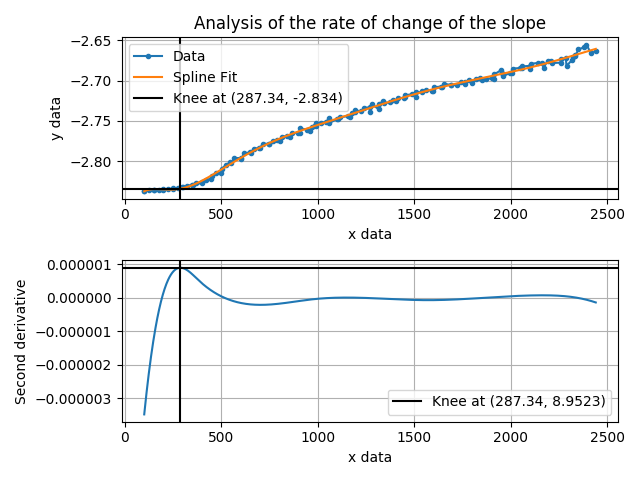 Analysis of the rate of change of the slope
−2.65
−2.70
−2.75
−2.80
y data
Data
Spline Fit
Knee at (287.34, -2.834)
0 500 1000 1500 2000 2500
x data
0.000001
0.000000
−0.000001
−0.000002
−0.000003
Second derivative
Knee at (287.34, 8.9523)
0 500 1000 1500 2000 2500
x data